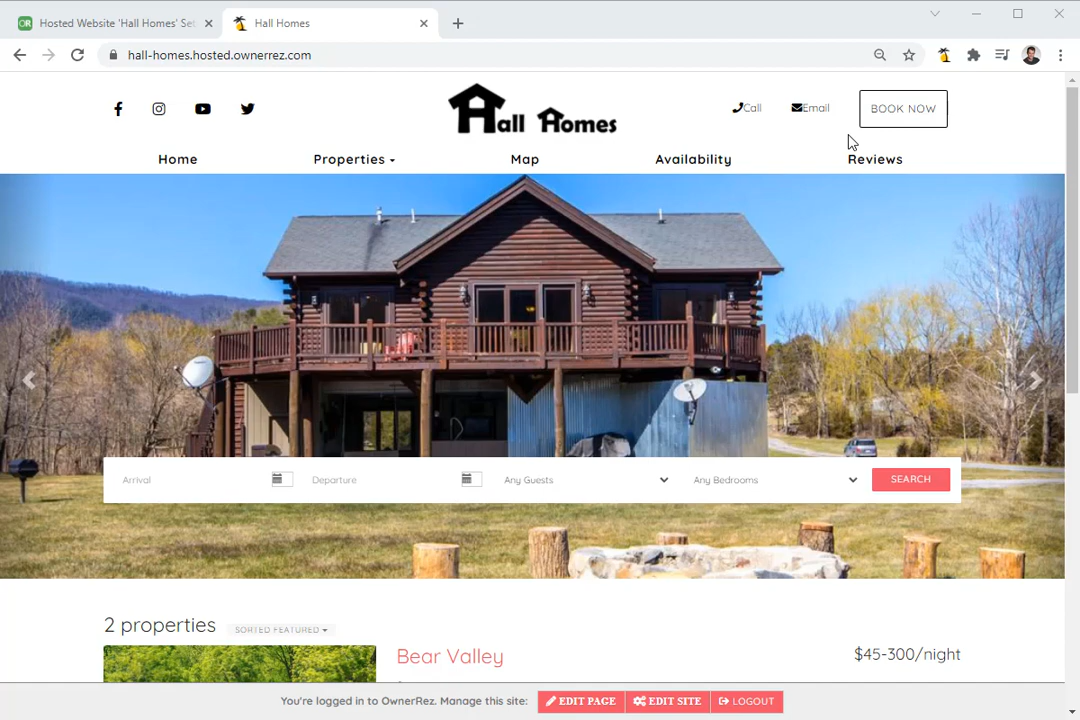 Hosted Website 'Hall Homes' Set
Hall Homes
hall-homes.hosted.ownerrez.com
Hall Homes
Call
Email
BOOK NOW
Home
Properties
Map
Availability
Reviews
Arrival
Departure
Any Guests
Any Bedrooms
SEARCH
2 properties
SORTED FEATURED
Bear Valley
$45-300/night
You're logged in to OwnerRez. Manage this site:
EDIT PAGE
EDIT SITE
LOGOUT